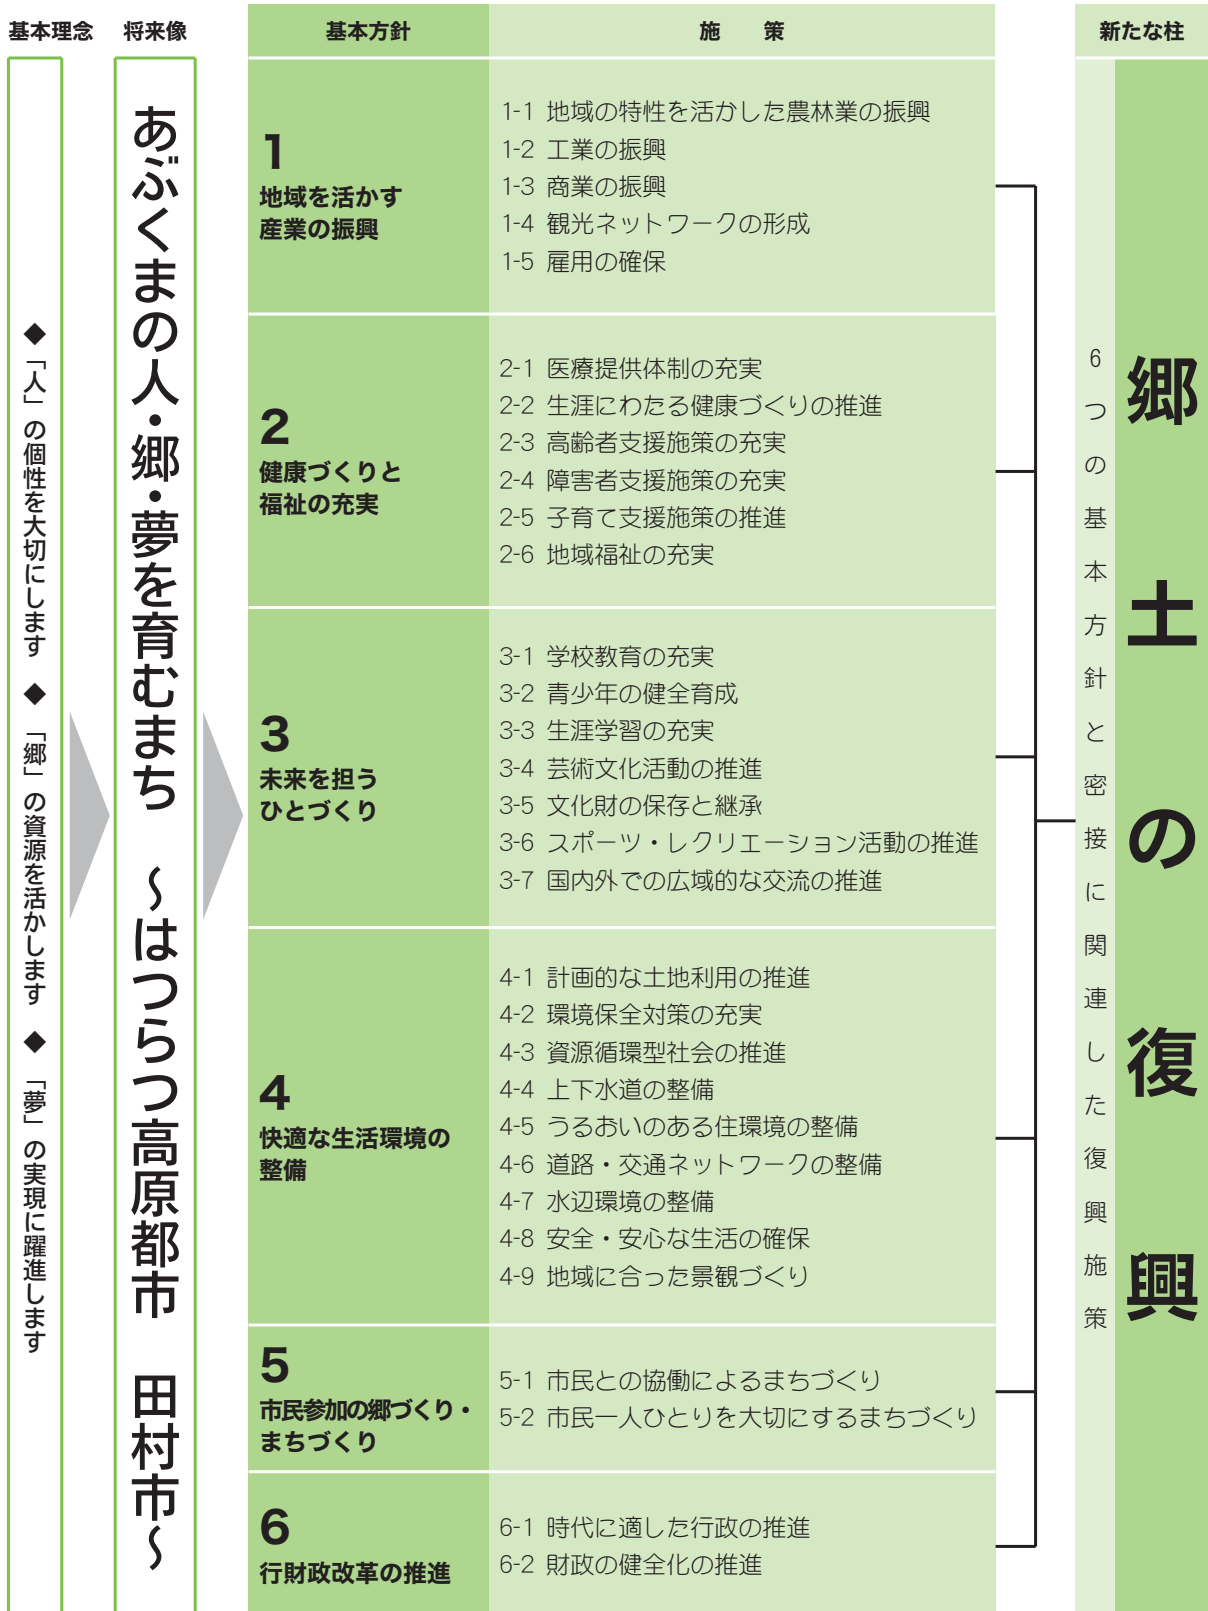 基本理念
◆「人」の個性を大切にします ◆「郷」の資源を活かします ◆「夢」の実現に躍進します
将来像
あぶくまの人・郷・夢を育むまち ～はつらつ高原都市 田村市～
基本方針
施 策
1
地域を活かす
産業の振興
1-1 地域の特性を活かした農林業の振興
1-2 工業の振興
1-3 商業の振興
1-4 観光ネットワークの形成
1-5 雇用の確保
2
健康づくりと
福祉の充実
2-1 医療提供体制の充実
2-2 生涯にわたる健康づくりの推進
2-3 高齢者支援施策の充実
2-4 障害者支援施策の充実
2-5 子育て支援施策の推進
2-6 地域福祉の充実
3
未来を担う
ひとづくり
3-1 学校教育の充実
3-2 青少年の健全育成
3-3 生涯学習の充実
3-4 芸術文化活動の推進
3-5 文化財の保存と継承
3-6 スポーツ・レクリエーション活動の推進
3-7 国内外での広域的な交流の推進
4
快適な生活環境の
整備
4-1 計画的な土地利用の推進
4-2 環境保全対策の充実
4-3 資源循環型社会の推進
4-4 上下水道の整備
4-5 うるおいのある住環境の整備
4-6 道路・交通ネットワークの整備
4-7 水辺環境の整備
4-8 安全・安心な生活の確保
4-9 地域に合った景観づくり
5
市民参加の郷づくり・
まちづくり
5-1 市民との協働によるまちづくり
5-2 市民一人ひとりを大切にするまちづくり
6
行財政改革の推進
6-1 時代に適した行政の推進
6-2 財政の健全化の推進
新たな柱
6つの基本方針と密接に関連した復興施策
郷土の復興